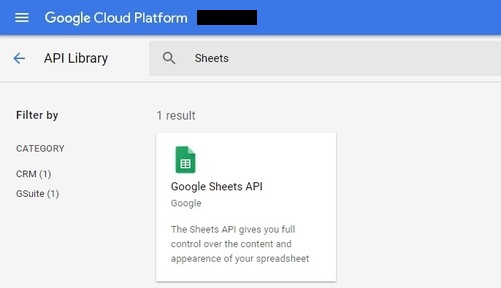 Google Cloud Platform
API Library
Sheets
Filter by
1 result
CATEGORY
CRM (1)
GSuite (1)
Google Sheets API
Google
The Sheets API gives you full
control over the content and
appearence of your spreadsheet